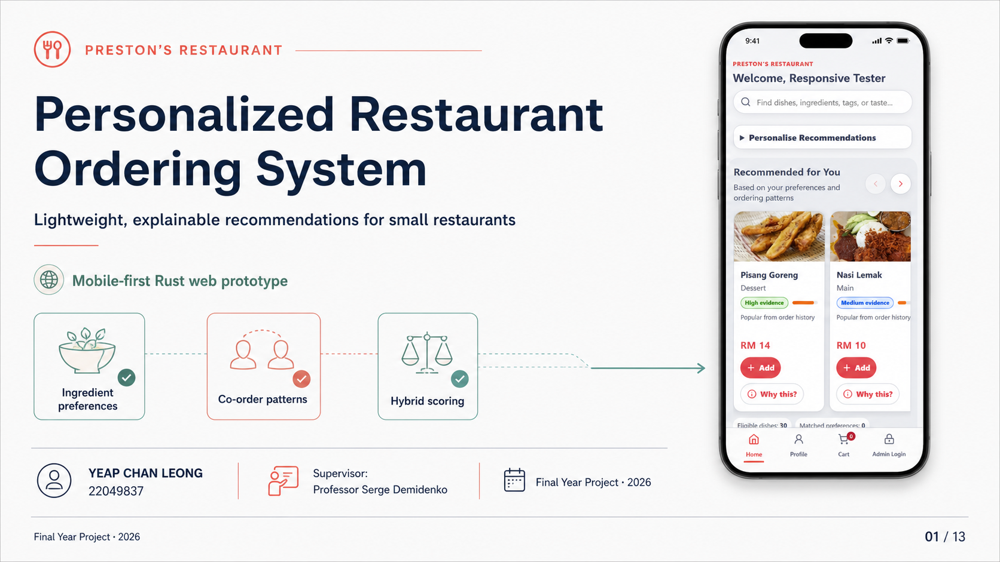 PRESTON'S RESTAURANT
Personalized Restaurant
Ordering System
Lightweight, explainable recommendations for small restaurants
Mobile-first Rust web prototype
Ingredient
preferences
Co-order patterns
Hybrid scoring
YEAP CHAN LEONG
22049837
Supervisor:
Professor Serge Demidenko
Final Year Project • 2026
9:41
PRESTON'S RESTAURANT
Welcome, Responsive Tester
Find dishes, ingredients, tags, or taste...
Personalise Recommendations
Recommended for You
Based on your preferences and
ordering patterns
Pisang Goreng
Dessert
High evidence
Popular from order history
RM 14
+ Add
Why this?
Nasi Lemak
Main
Medium evidence
Popular from order history
RM 10
+ Add
Why this?
Eligible dishes: 30
Matched preferences: 0
Home
Profile
0
Cart
Admin Login
Final Year Project • 2026
01 / 13